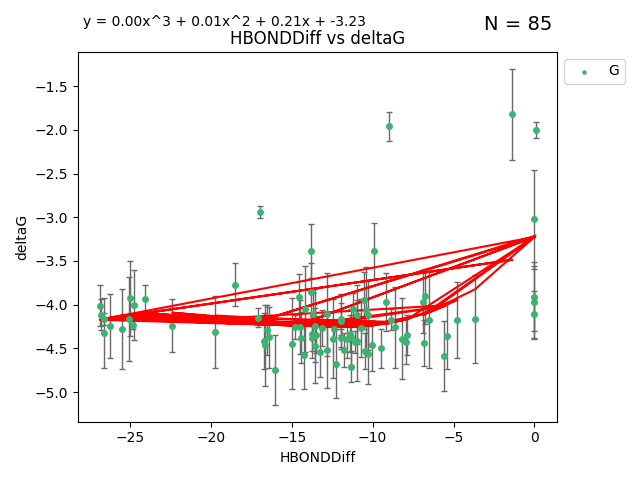 y = 0.00x^3 + 0.01x^2 + 0.21x + -3.23
N = 85
HBONDDiff vs deltaG
G
deltaG
−1.5
−2.0
−2.5
−3.0
−3.5
−4.0
−4.5
−5.0
−25
−20
−15
−10
−5
0
HBONDDiff